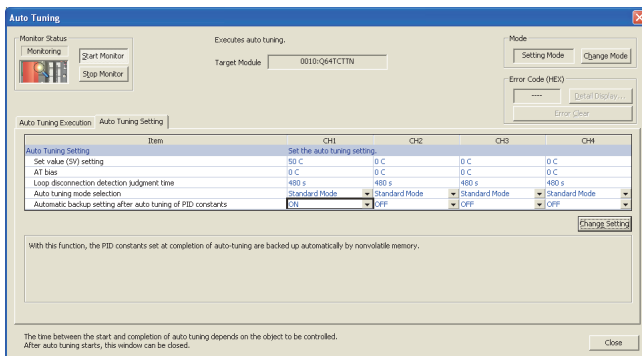 Auto Tuning
Monitor Status
Monitoring
Start Monitor
Stop Monitor
Executes auto tuning.
Target Module 0010:Q64TCTTN
Mode
Setting Mode Change Mode
Error Code (HEX)
---- Detail Display...
Error Clear
Auto Tuning Execution Auto Tuning Setting
Item CH1 CH2 CH3 CH4
Auto Tuning Setting Set the auto tuning setting.
Set value (SV) setting 50 C 0 C 0 C 0 C
AT bias 0 C 0 C 0 C 0 C
Loop disconnection detection judgment time 480 s 480 s 480 s 480 s
Auto tuning mode selection Standard Mode Standard Mode Standard Mode Standard Mode
Automatic backup setting after auto tuning of PID constants ON OFF OFF OFF
Change Setting
With this function, the PID constants set at completion of auto-tuning are backed up automatically by nonvolatile memory.
The time between the start and completion of auto tuning depends on the object to be controlled.
After auto tuning starts, this window can be closed.
Close